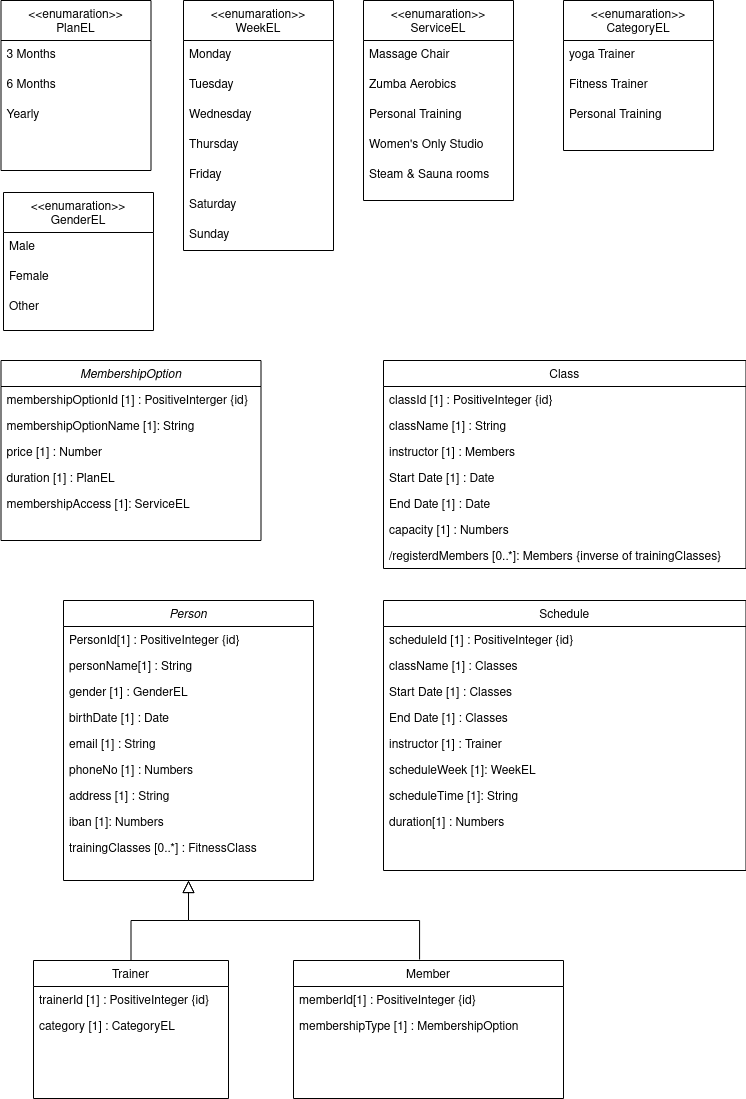 <<enumaration>>
PlanEL
3 Months
6 Months
Yearly
<<enumaration>>
WeekEL
Monday
Tuesday
Wednesday
Thursday
Friday
Saturday
Sunday
<<enumaration>>
ServiceEL
Massage Chair
Zumba Aerobics
Personal Training
Women's Only Studio
Steam & Sauna rooms
<<enumaration>>
CategoryEL
yoga Trainer
Fitness Trainer
Personal Training
<<enumaration>>
GenderEL
Male
Female
Other
MembershipOption
membershipOptionId [1] : PositiveInterger {id}
membershipOptionName [1]: String
price [1] : Number
duration [1] : PlanEL
membershipAccess [1]: ServiceEL
Class
classId [1] : PositiveInteger {id}
className [1] : String
instructor [1] : Members
Start Date [1] : Date
End Date [1] : Date
capacity [1] : Numbers
/registerdMembers [0..*]: Members {inverse of trainingClasses}
Person
PersonId[1] : PositiveInteger {id}
personName[1] : String
gender [1] : GenderEL
birthDate [1] : Date
email [1] : String
phoneNo [1] : Numbers
address [1] : String
iban [1]: Numbers
trainingClasses [0..*] : FitnessClass
Schedule
scheduleId [1] : PositiveInteger {id}
className [1] : Classes
Start Date [1] : Classes
End Date [1] : Classes
instructor [1] : Trainer
scheduleWeek [1]: WeekEL
scheduleTime [1]: String
duration[1] : Numbers
Trainer
trainerId [1] : PositiveInteger {id}
category [1] : CategoryEL
Member
memberId[1] : PositiveInteger {id}
membershipType [1] : MembershipOption